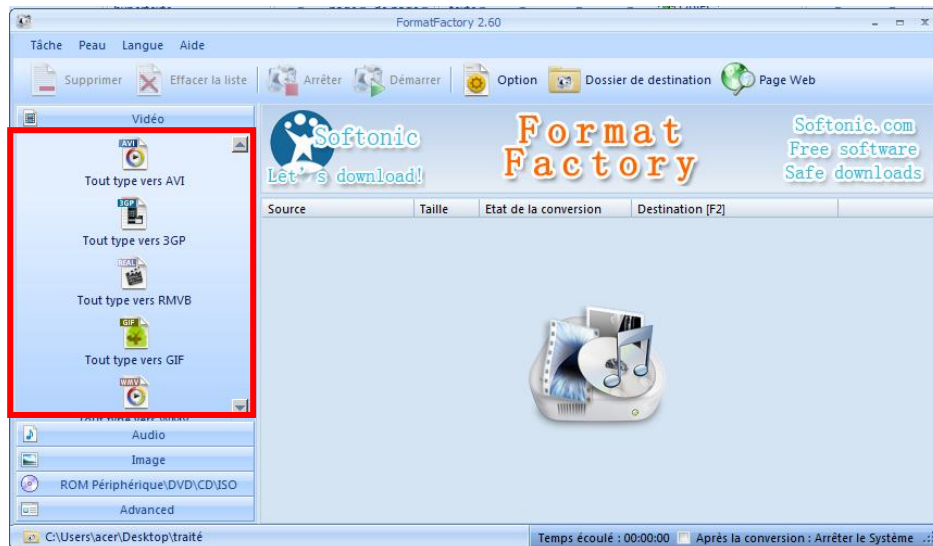 FormatFactory 2.60
Tâche Peau Langue Aide
Supprimer Effacer la liste Arrêter Démarrer Option Dossier de destination Page Web
Vidéo
AVI
Tout type vers AVI
3GP
Tout type vers 3GP
REAL
Tout type vers RMVB
GIF
Tout type vers GIF
WMV
Tout type vers WMV
Audio
Image
ROM Périphérique\DVD\CD\ISO
Advanced
Softonic
Let's download!
Format
Factory
Softonic.com
Free software
Safe downloads
Source Taille Etat de la conversion Destination [F2]
C:\Users\acer\Desktop\traité
Temps écoulé : 00:00:00 Après la conversion : Arrêter le Système